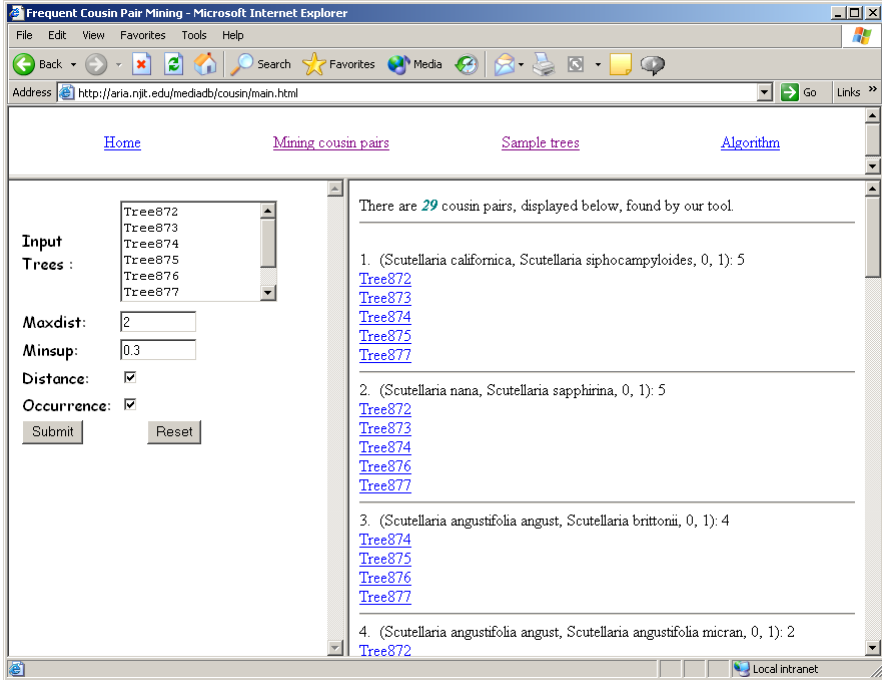 Frequent Cousin Pair Mining - Microsoft Internet Explorer
File Edit View Favorites Tools Help
Back Search Favorites Media
Address http://aria.njit.edu/mediadb/cousin/main.html Go Links »
Home Mining cousin pairs Sample trees Algorithm
Input Trees :
Tree872
Tree873
Tree874
Tree875
Tree876
Tree877
Maxdist: 2
Minsup: 0.3
Distance:
Occurrence:
Submit Reset
There are 29 cousin pairs, displayed below, found by our tool.
1. (Scutellaria californica, Scutellaria siphocampyloides, 0, 1): 5
Tree872
Tree873
Tree874
Tree875
Tree877
2. (Scutellaria nana, Scutellaria sapphirina, 0, 1): 5
Tree872
Tree873
Tree874
Tree876
Tree877
3. (Scutellaria angustifolia angust, Scutellaria brittonii, 0, 1): 4
Tree874
Tree875
Tree876
Tree877
4. (Scutellaria angustifolia angust, Scutellaria angustifolia micran, 0, 1): 2
Tree872
Local intranet